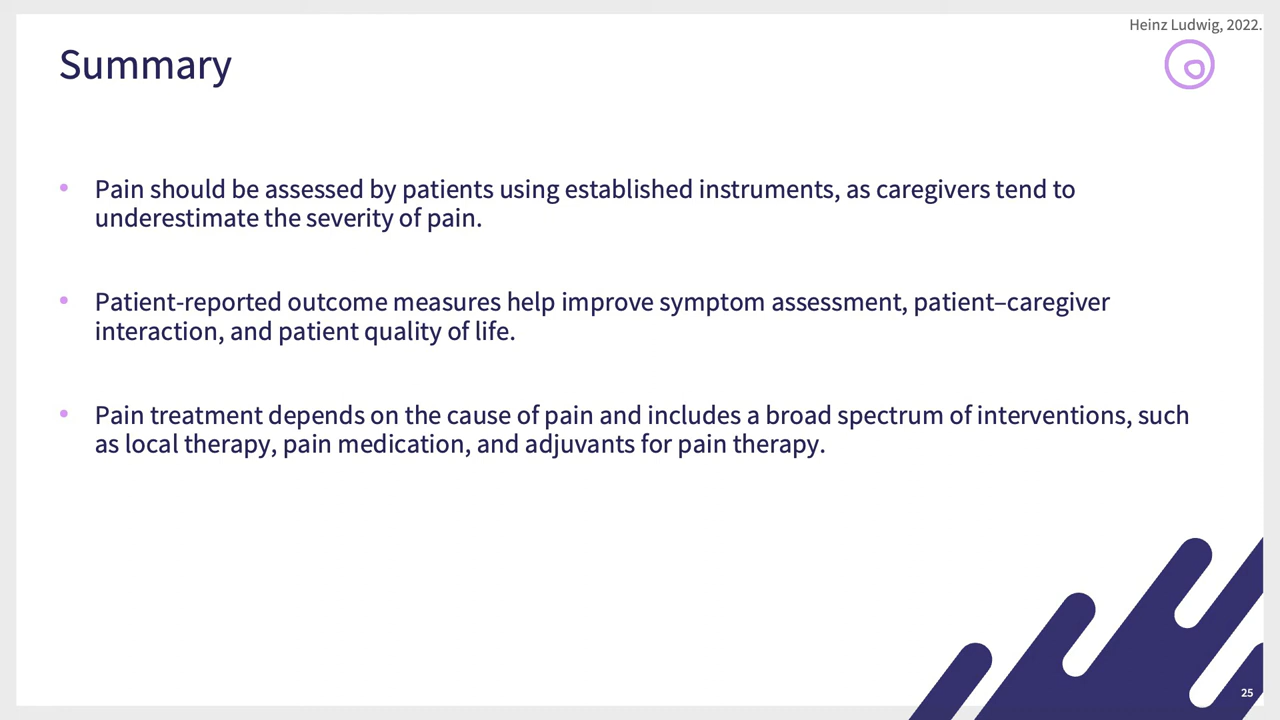 Heinz Ludwig, 2022.
Summary
• Pain should be assessed by patients using established instruments, as caregivers tend to
underestimate the severity of pain.
• Patient-reported outcome measures help improve symptom assessment, patient–caregiver
interaction, and patient quality of life.
• Pain treatment depends on the cause of pain and includes a broad spectrum of interventions, such
as local therapy, pain medication, and adjuvants for pain therapy.
25